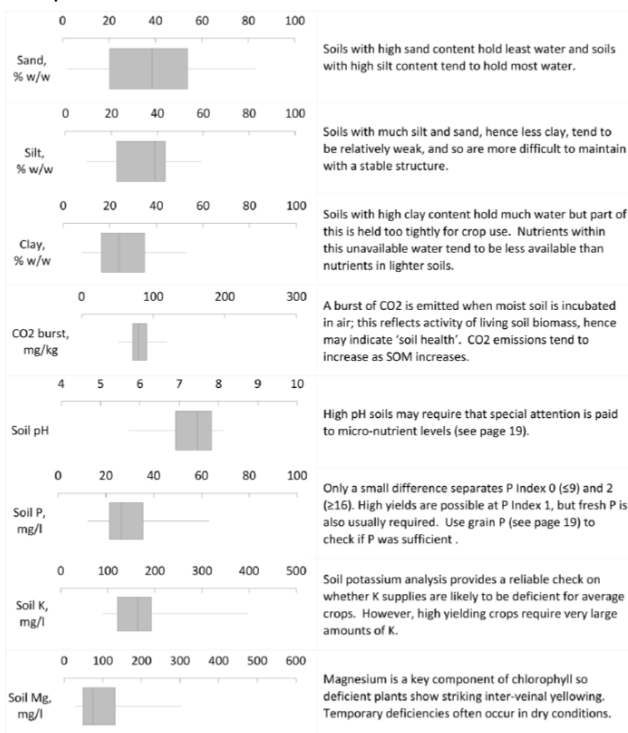 0 20 40 60 80 100
Sand,
% w/w
Soils with high sand content hold least water and soils
with high silt content tend to hold most water.
0 20 40 60 80 100
Silt,
% w/w
Soils with much silt and sand, hence less clay, tend to
be relatively weak, and so are more difficult to maintain
with a stable structure.
0 20 40 60 80 100
Clay,
% w/w
Soils with high clay content hold much water but part of
this is held too tightly for crop use. Nutrients within
this unavailable water tend to be less available than
nutrients in lighter soils.
0 100 200 300
CO2 burst,
mg/kg
A burst of CO2 is emitted when moist soil is incubated
in air; this reflects activity of living soil biomass, hence
may indicate ‘soil health’. CO2 emissions tend to
increase as SOM increases.
4 5 6 7 8 9 10
Soil pH
High pH soils may require that special attention is paid
to micro-nutrient levels (see page 19).
0 20 40 60 80 100
Soil P,
mg/l
Only a small difference separates P Index 0 (≤9) and 2
(≥16). High yields are possible at P Index 1, but fresh P is
also usually required. Use grain P (see page 19) to
check if P was sufficient .
0 100 200 300 400 500
Soil K,
mg/l
Soil potassium analysis provides a reliable check on
whether K supplies are likely to be deficient for average
crops. However, high yielding crops require very large
amounts of K.
0 100 200 300 400 500 600
Soil Mg,
mg/l
Magnesium is a key component of chlorophyll so
deficient plants show striking inter-veinal yellowing.
Temporary deficiencies often occur in dry conditions.